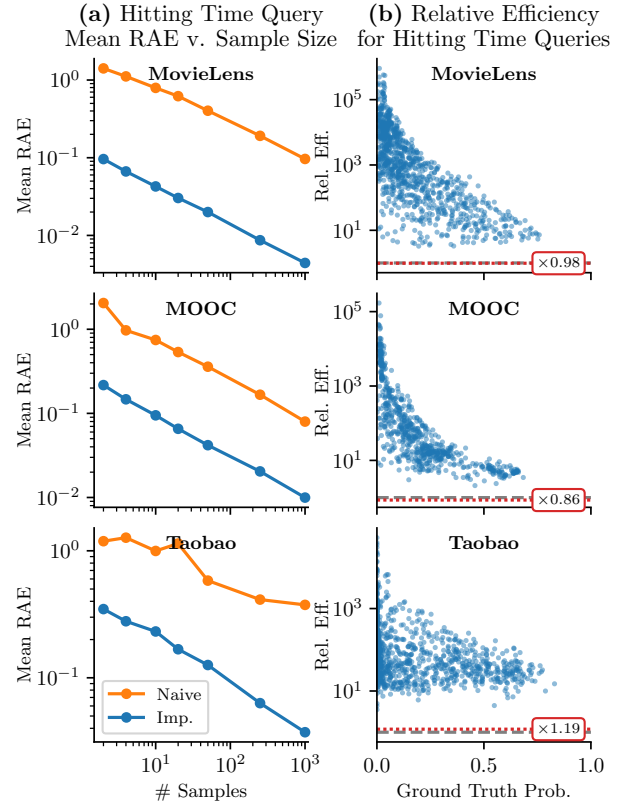 (a) Hitting Time Query
Mean RAE v. Sample Size
(b) Relative Efficiency
for Hitting Time Queries
MovieLens
Mean RAE
10^0
10^-1
10^-2
MovieLens
Rel. Eff.
10^5
10^3
10^1
×0.98
MOOC
Mean RAE
10^0
10^-1
10^-2
MOOC
Rel. Eff.
10^5
10^3
10^1
×0.86
Taobao
Mean RAE
10^0
10^-1
Naive
Imp.
10^1
10^2
10^3
# Samples
Taobao
Rel. Eff.
10^3
10^1
×1.19
0.0
0.5
1.0
Ground Truth Prob.